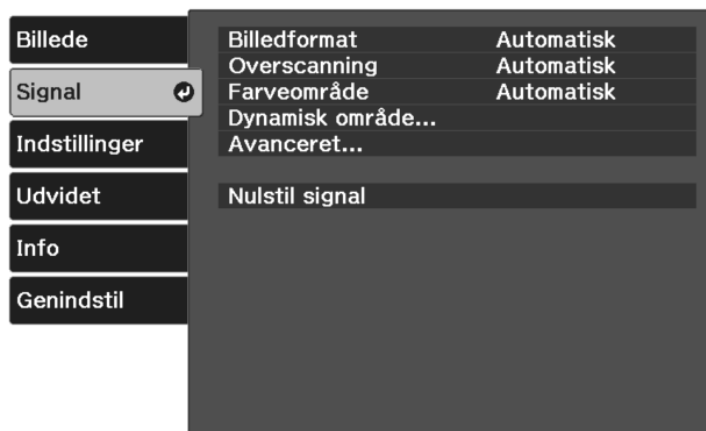 Billede
Signal
Indstillinger
Udvidet
Info
Genindstil
Billedformat Automatisk
Overscanning Automatisk
Farveområde Automatisk
Dynamisk område...
Avanceret...
Nulstil signal